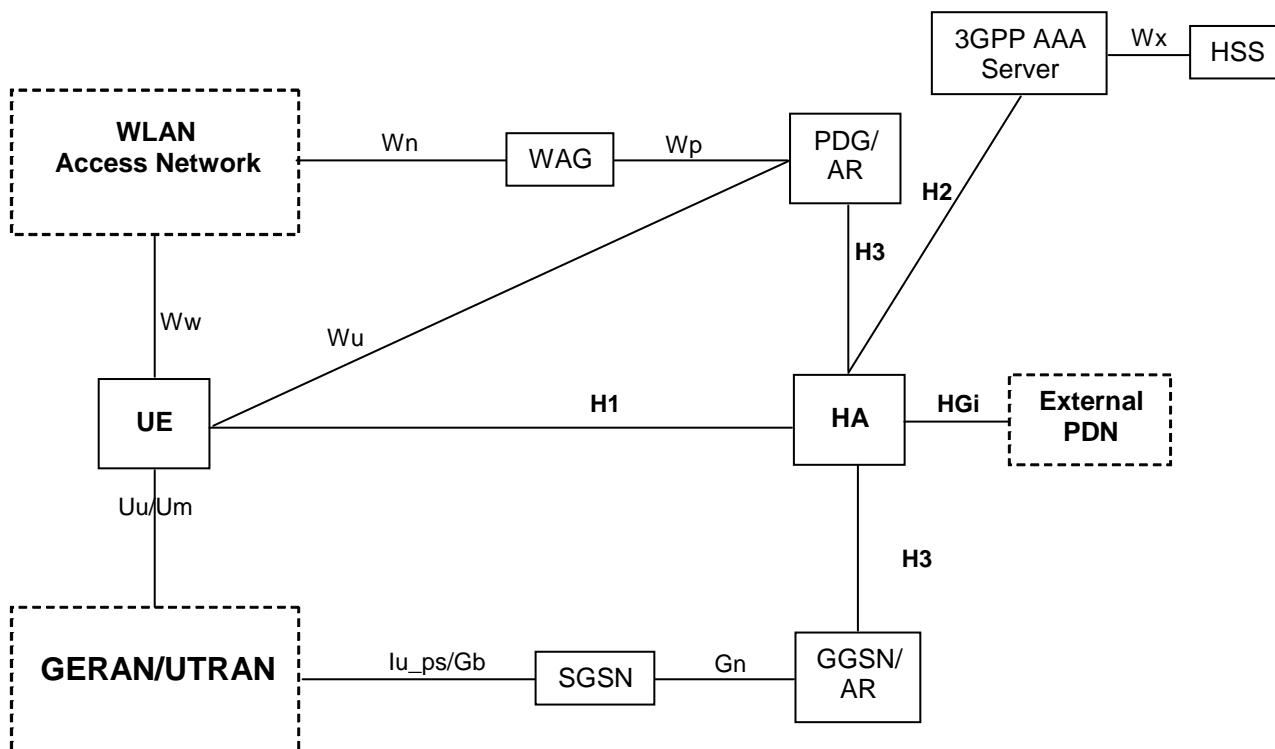 3GPP AAA
Server
Wx
HSS
WLAN
Access Network
Wn
WAG
Wp
PDG/
AR
H2
H3
Ww
Wu
UE
H1
HA
HGi
External
PDN
Uu/Um
H3
GERAN/UTRAN
Iu_ps/Gb
SGSN
Gn
GGSN/
AR